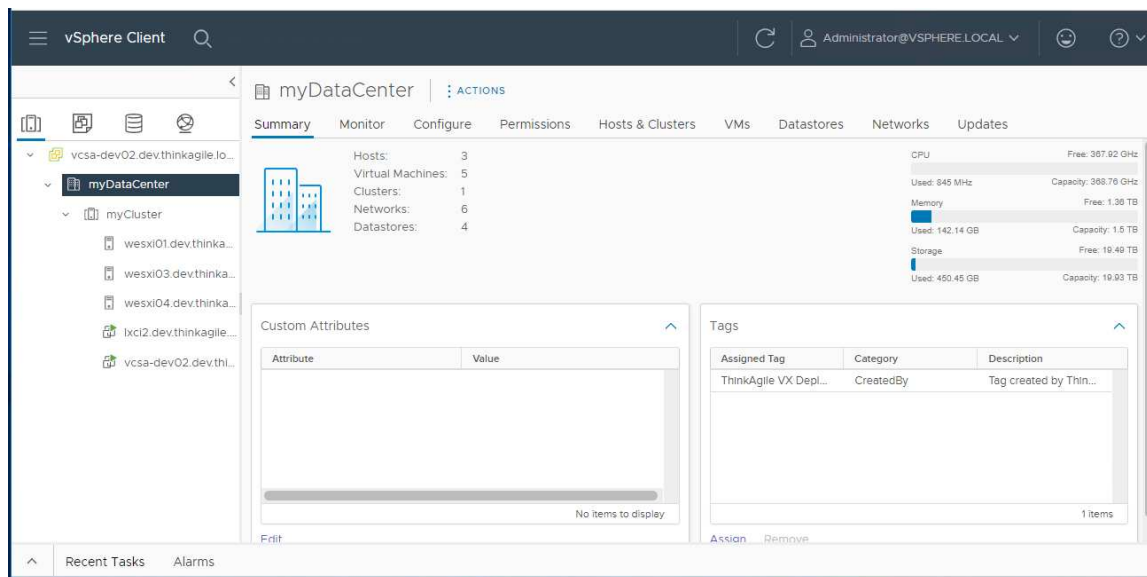 vSphere Client
Administrator@VSPHERE.LOCAL
myDataCenter
ACTIONS
Summary Monitor Configure Permissions Hosts & Clusters VMs Datastores Networks Updates
vcsa-dev02.dev.thinkagile.lo...
myDataCenter
myCluster
wesxi01.dev.thinka...
wesxi03.dev.thinka...
wesxi04.dev.thinka...
lxci2.dev.thinkagile....
vcsa-dev02.dev.thi...
Hosts: 3
Virtual Machines: 5
Clusters: 1
Networks: 6
Datastores: 4
CPU Free: 367.92 GHz
Used: 845 MHz Capacity: 368.76 GHz
Memory Free: 1.36 TB
Used: 142.14 GB Capacity: 1.5 TB
Storage Free: 19.49 TB
Used: 450.45 GB Capacity: 19.93 TB
Custom Attributes
Attribute Value
No items to display
Edit
Tags
Assigned Tag Category Description
ThinkAgile VX Depl... CreatedBy Tag created by Thin...
1 items
Assign Remove
Recent Tasks Alarms